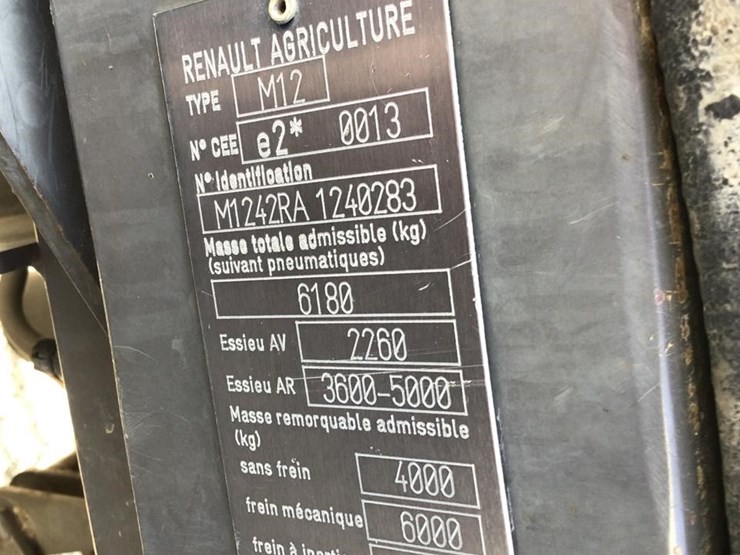 RENAULT AGRICULTURE
TYPE M12
N° CEE e2* 0013
N° Identification
M1242RA 1240283
Masse totale admissible (kg)
(suivant pneumatiques)
6180
Essieu AV 2260
Essieu AR 3600-5000
Masse remorquable admissible
(kg)
sans frein 4000
frein mécanique 6000
frein à